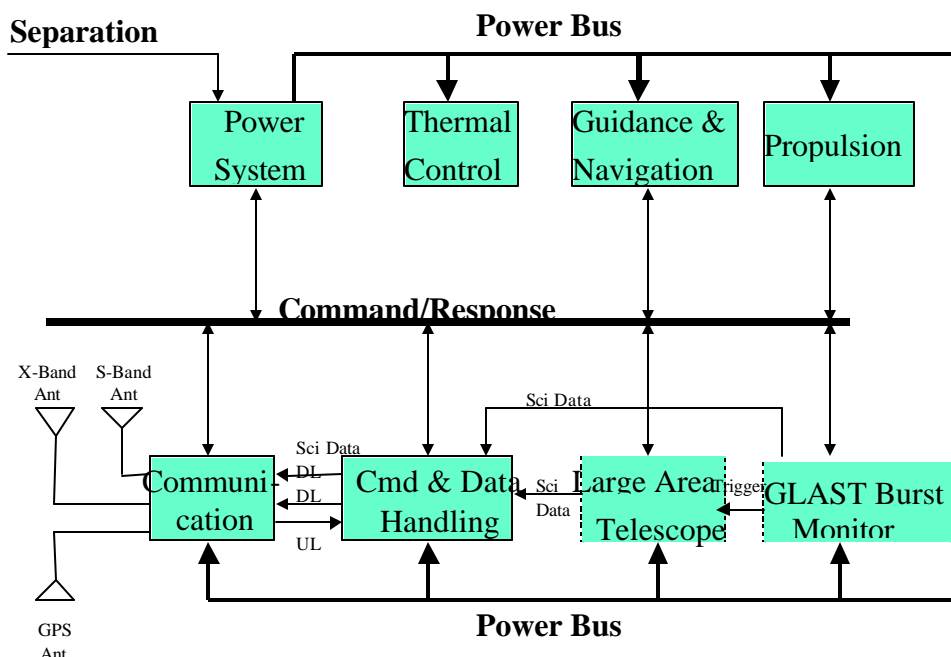 Separation
Power Bus
Power
System
Thermal
Control
Guidance &
Navigation
Propulsion
Command/Response
X-Band
Ant
S-Band
Ant
Sci Data
Sci Data
DL
DL
UL
Communi-
cation
Cmd & Data
Handling
Sci
Data
Large Area
Telescope
Trigger
GLAST Burst
Monitor
GPS
Ant
Power Bus